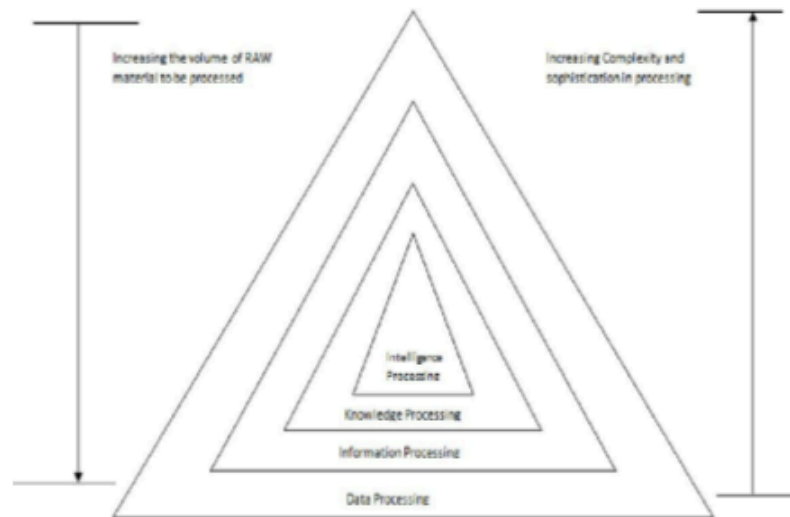 Increasing the volume of RAW
material to be processed
Increasing Complexity and
sophistication in processing
Intelligence
Processing
Knowledge Processing
Information Processing
Data Processing